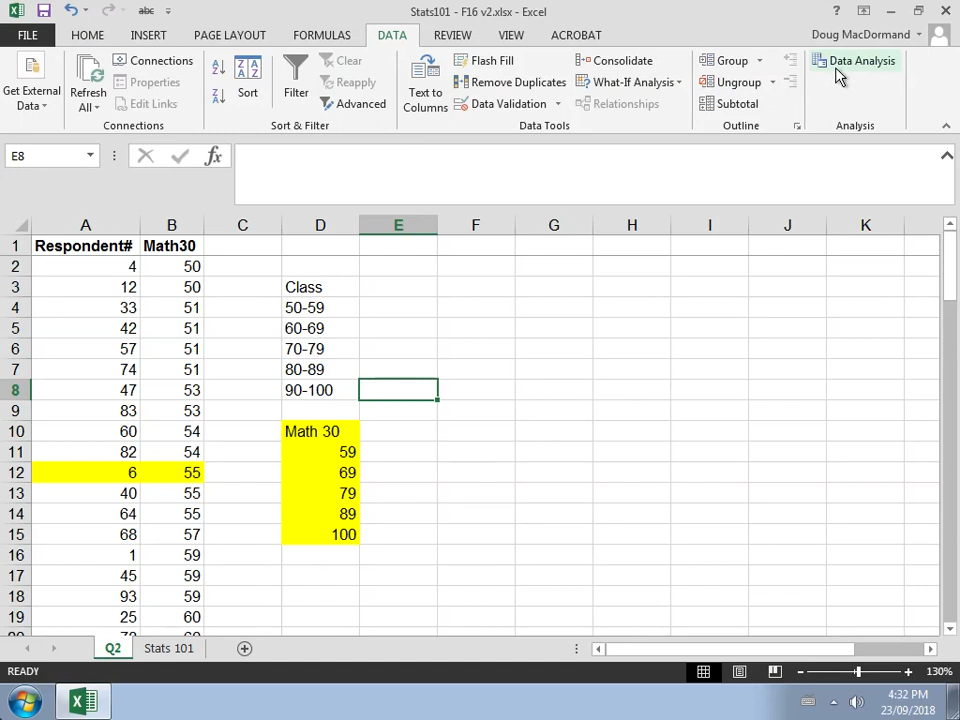 abc
Stats101 - F16 v2.xlsx - Excel
FILE HOME INSERT PAGE LAYOUT FORMULAS DATA REVIEW VIEW ACROBAT Doug MacDormand
Get External Data
Refresh All
Connections
Properties
Edit Links
Connections
Sort
Filter
Clear
Reapply
Advanced
Sort & Filter
Text to Columns
Flash Fill
Remove Duplicates
Data Validation
Consolidate
What-If Analysis
Relationships
Data Tools
Group
Ungroup
Subtotal
Outline
Data Analysis
Analysis
E8 fx
A B C D E F G H I J K
1 Respondent# Math30
2 4 50
3 12 50 Class
4 33 51 50-59
5 42 51 60-69
6 57 51 70-79
7 74 51 80-89
8 47 53 90-100
9 83 53
10 60 54 Math 30
11 82 54 59
12 6 55 69
13 40 55 79
14 64 55 89
15 68 57 100
16 1 59
17 45 59
18 93 59
19 25 60
Q2 Stats 101
READY 130%
4:32 PM
23/09/2018